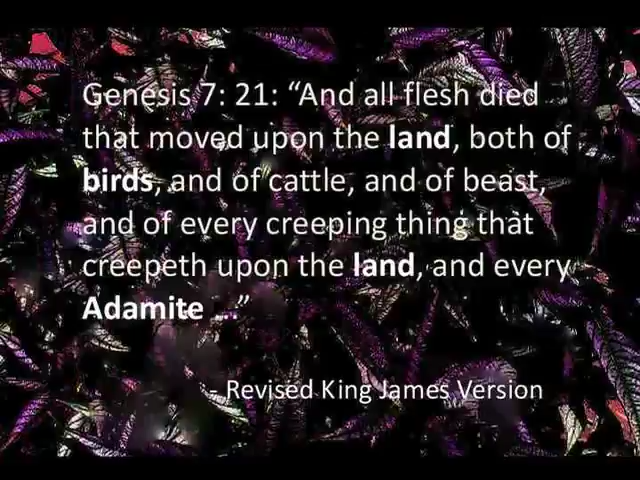 Genesis 7: 21: “And all flesh died
that moved upon the land, both of
birds, and of cattle, and of beast,
and of every creeping thing that
creepeth upon the land, and every
Adamite ...”
- Revised King James Version